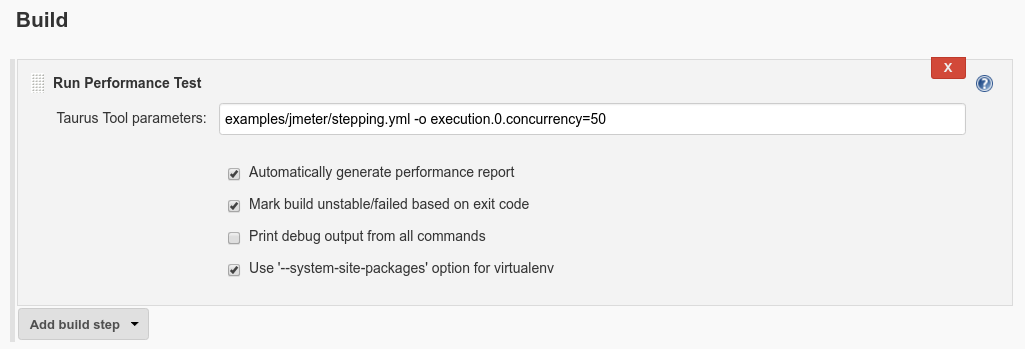 Build
X
Run Performance Test
?
Taurus Tool parameters: examples/jmeter/stepping.yml -o execution.0.concurrency=50
Automatically generate performance report
Mark build unstable/failed based on exit code
Print debug output from all commands
Use '--system-site-packages' option for virtualenv
Add build step